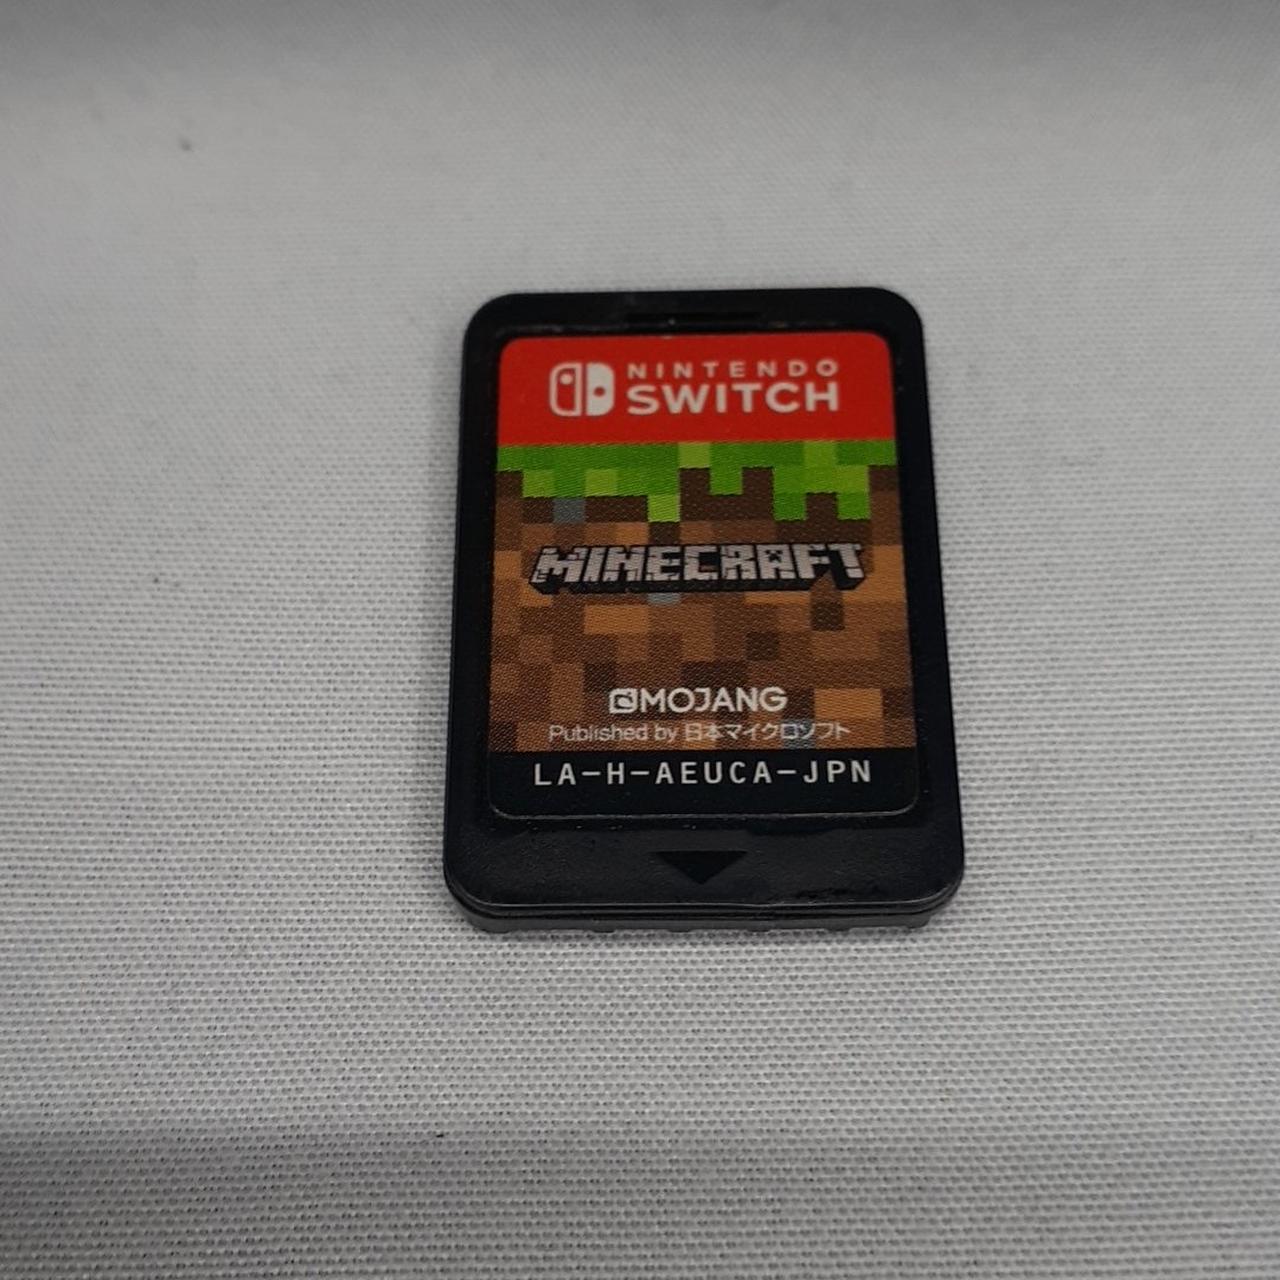 NINTENDO
SWITCH
MINECRAFT
MOJANG
Published by 日本マイクロソフト
LA-H-AEUCA-JPN